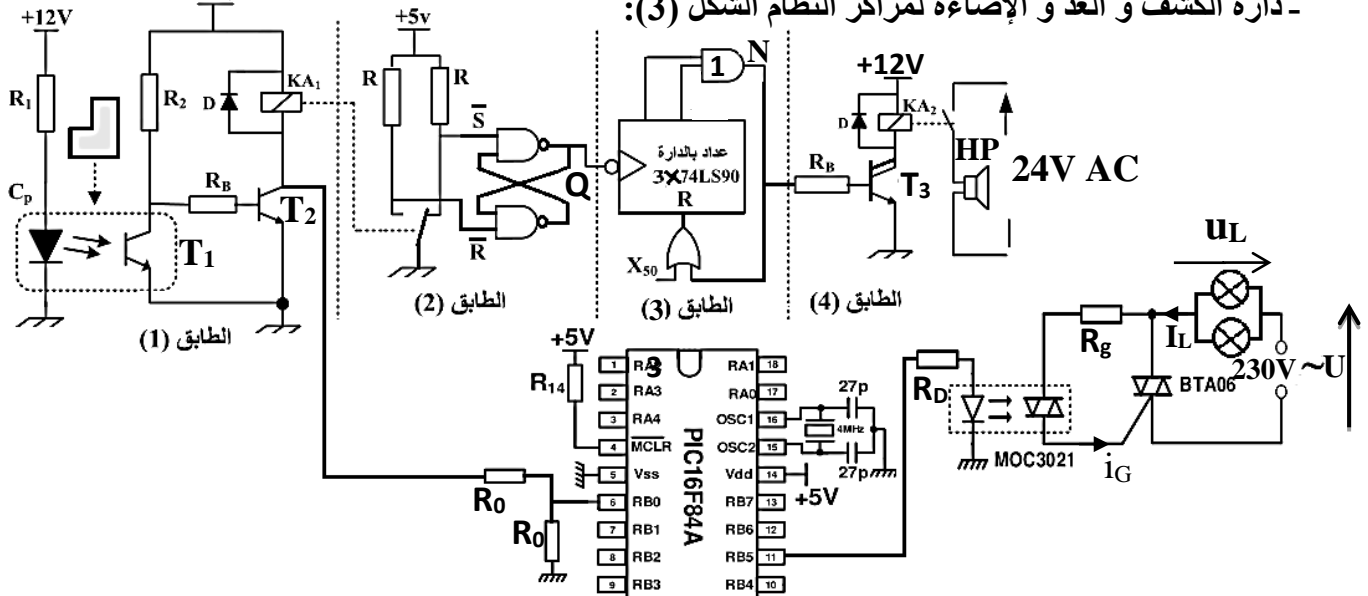 ـ دارة الكشف و العد و الإضاءة لمراكز النظام الشكل (3):
+12V
R1
R2
D
KA1
Cp
RB
T1
T2
الطابق (1)
+5v
R
R
S̅
R̅
Q
الطابق (2)
1
N
عداد بالدارة
3×74LS90
R
X50
الطابق (3)
+12V
D
KA2
RB
T3
HP
24V AC
الطابق (4)
+5V
R14
R0
R0
PIC16F84A
1 RA 3
2 RA3
3 RA4
4 M̅C̅L̅R̅
5 Vss
6 RB0
7 RB1
8 RB2
9 RB3
RA1 18
RA0 17
OSC1 16
OSC2 15
Vdd 14
RB7 13
RB6 12
RB5 11
RB4 10
27p
4MHz
27p
+5V
RD
MOC3021
Rg
iG
IL
uL
BTA06
230V ~U